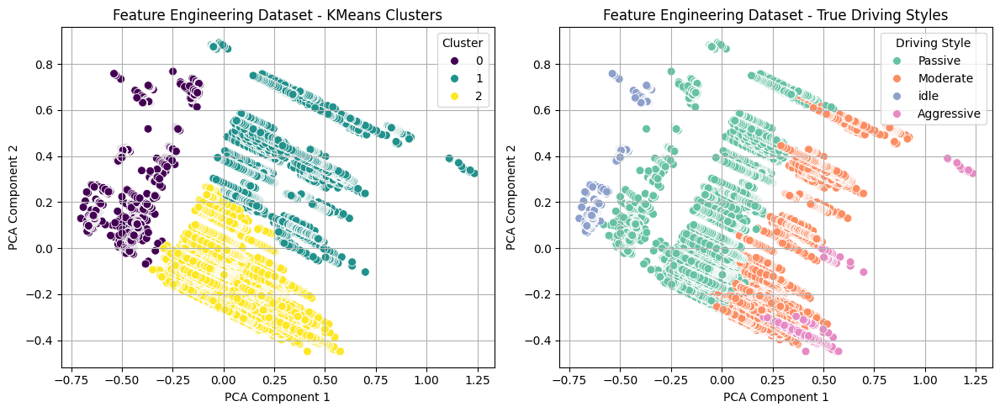 Feature Engineering Dataset - KMeans Clusters
Cluster
0
1
2
0.8
0.6
0.4
0.2
0.0
−0.2
−0.4
PCA Component 2
−0.75 −0.50 −0.25 0.00 0.25 0.50 0.75 1.00 1.25
PCA Component 1
Feature Engineering Dataset - True Driving Styles
Driving Style
Passive
Moderate
idle
Aggressive
0.8
0.6
0.4
0.2
0.0
−0.2
−0.4
PCA Component 2
−0.75 −0.50 −0.25 0.00 0.25 0.50 0.75 1.00 1.25
PCA Component 1